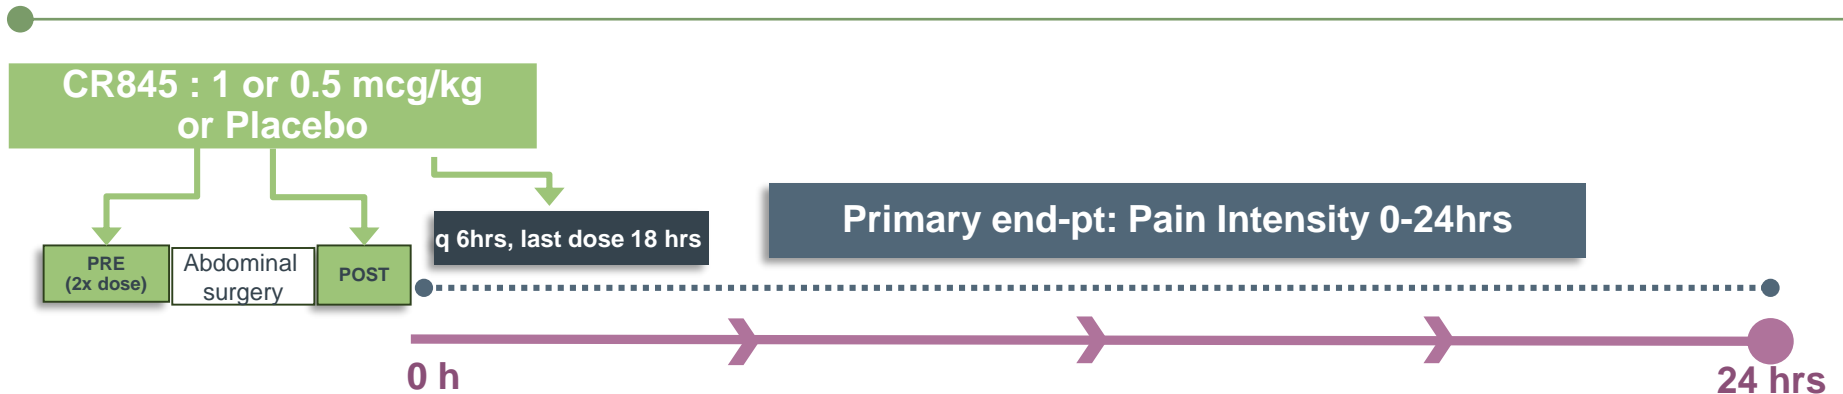 CR845 : 1 or 0.5 mcg/kg
or Placebo
PRE
(2x dose)
Abdominal
surgery
POST
q 6hrs, last dose 18 hrs
Primary end-pt: Pain Intensity 0-24hrs
0 h
24 hrs